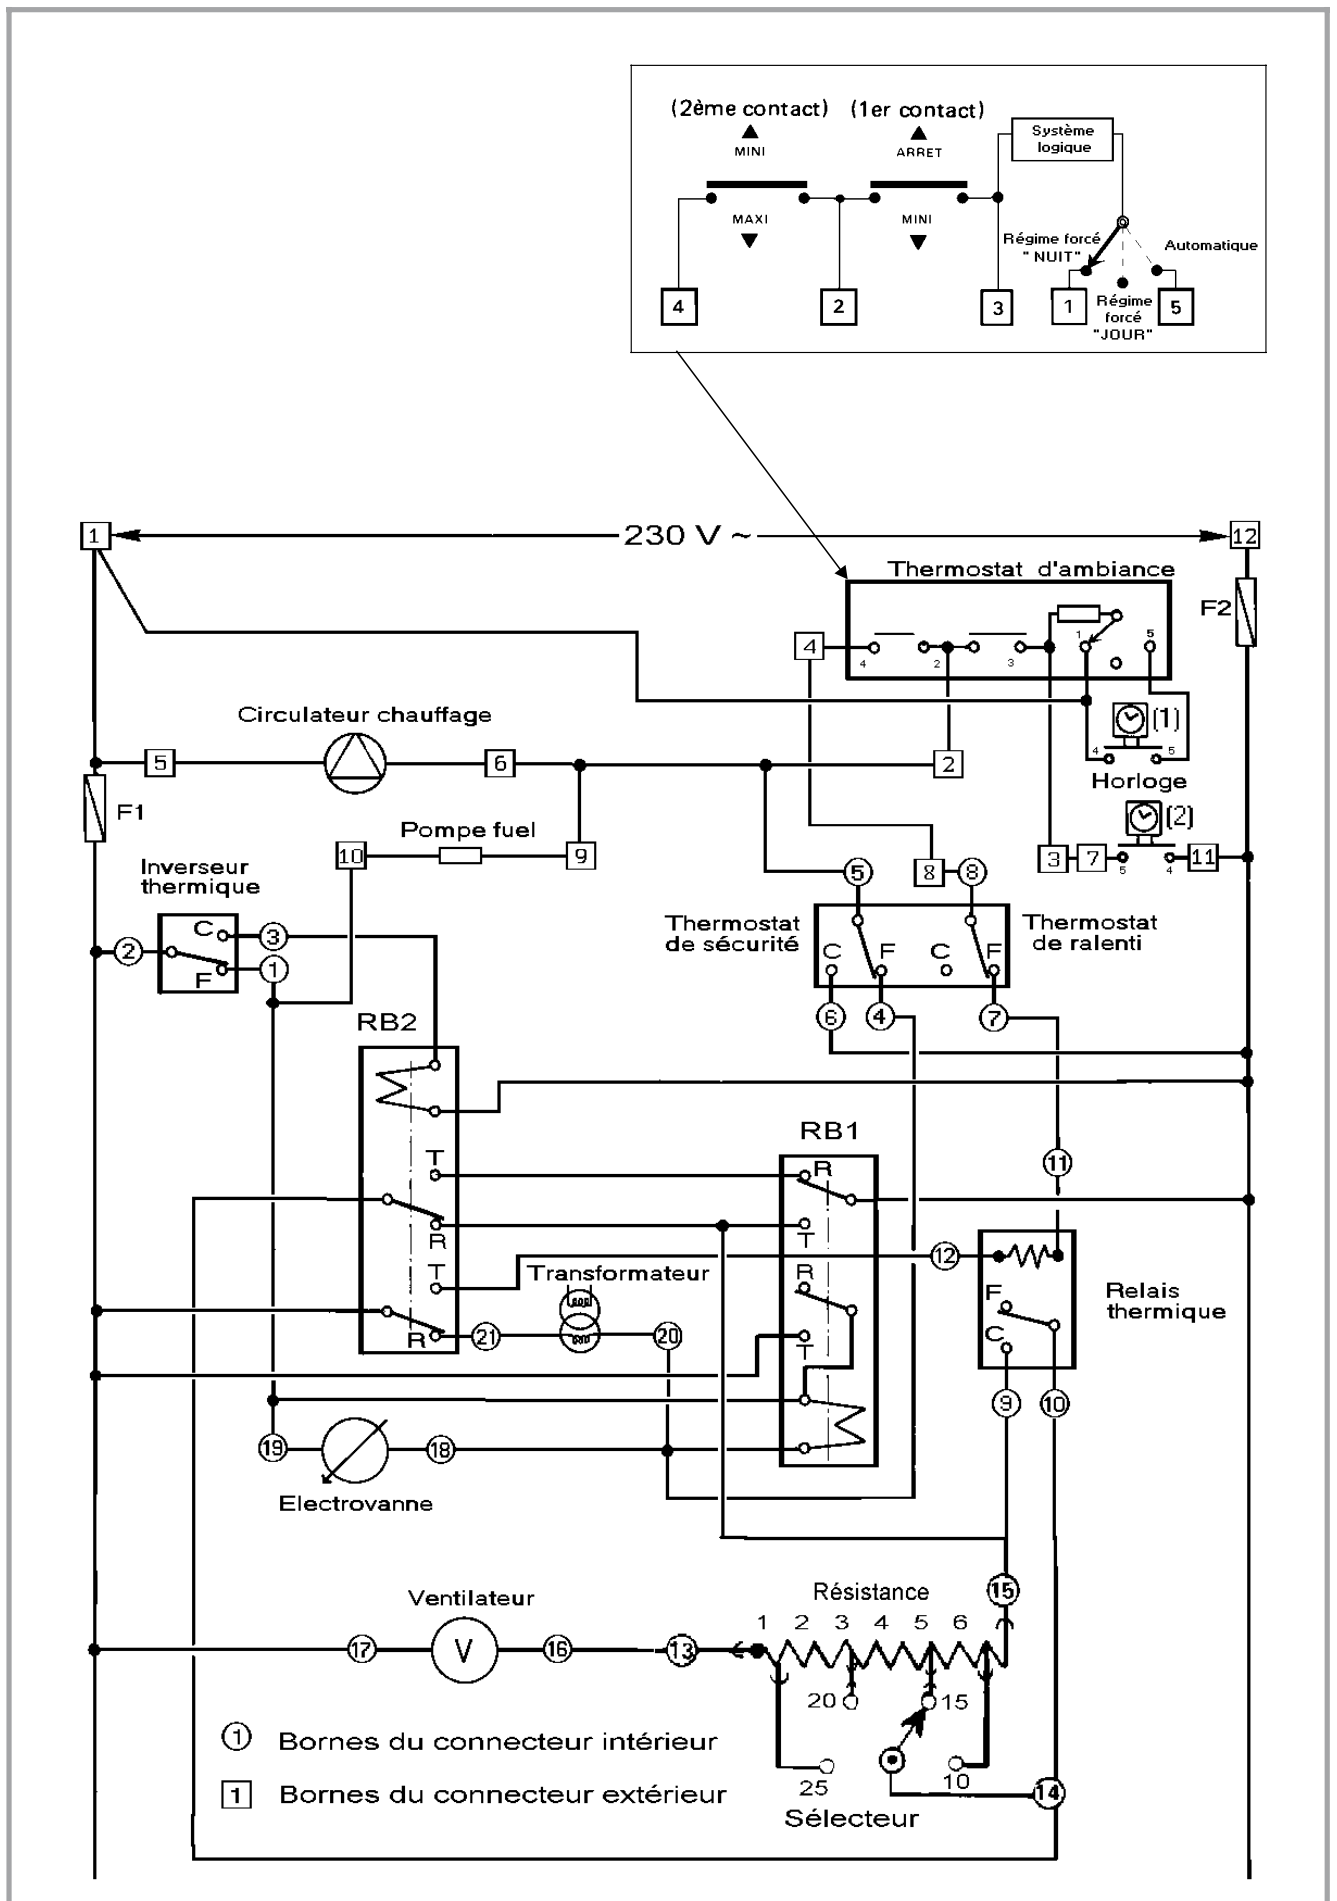 (2ème contact) (1er contact)
MINI ARRET
Système
logique
MAXI MINI
Régime forcé
" NUIT"
Automatique
4 2 3 1 5
Régime
forcé
"JOUR"
1 230 V ~ 12
Thermostat d'ambiance
F2
4
4 2 3 1 5
Circulateur chauffage
(1)
4 5
5 6 2
Horloge
F1
Pompe fuel
(2)
10 9
3 7 5 4 11
Inverseur
thermique
5 8 8
Thermostat
de sécurité
Thermostat
de ralenti
C 3
2
F 1
C F C F
6 4 7
RB2
RB1
11
T R
R T
12
T R
Transformateur
Relais
thermique
F
C
R 21 20 T
9 10
19 18
Electrovanne
15
Ventilateur
Résistance
1 2 3 4 5 6
17 V 16 13
20 15
1 Bornes du connecteur intérieur
25 10
14
1 Bornes du connecteur extérieur
Sélecteur